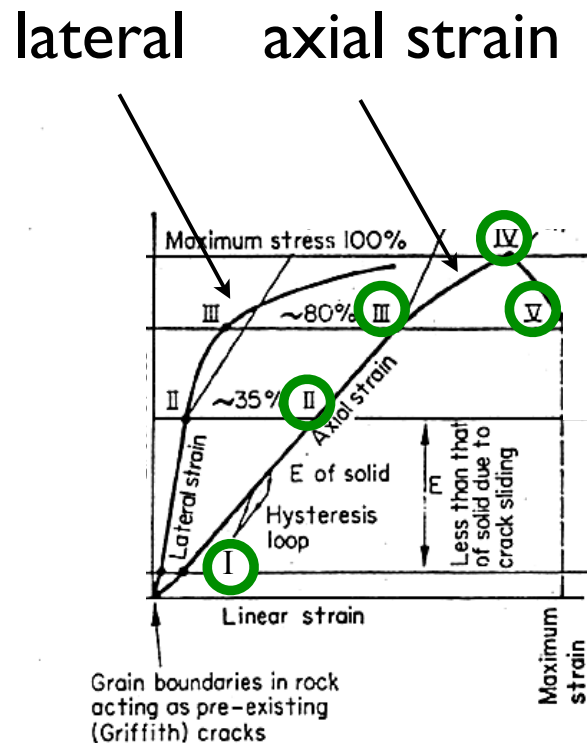 lateral axial strain
IV
Maximum stress 100%
III
~80%
III
V
II
~35%
II
Axial strain
Lateral strain
E of solid
Hysteresis
loop
E
Less than that
of solid due to
crack sliding
I
Linear strain
Maximum
strain
Grain boundaries in rock
acting as pre-existing
(Griffith) cracks